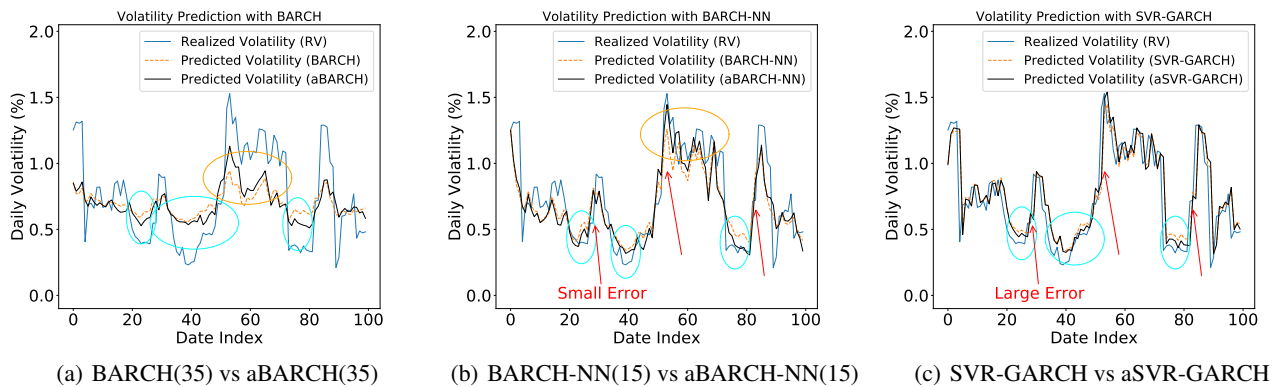 Volatility Prediction with BARCH
2.0
1.5
1.0
0.5
0.0
Daily Volatility (%)
Realized Volatility (RV)
Predicted Volatility (BARCH)
Predicted Volatility (aBARCH)
0 20 40 60 80 100
Date Index
(a) BARCH(35) vs aBARCH(35)
Volatility Prediction with BARCH-NN
2.0
1.5
1.0
0.5
0.0
Daily Volatility (%)
Realized Volatility (RV)
Predicted Volatility (BARCH-NN)
Predicted Volatility (aBARCH-NN)
Small Error
0 20 40 60 80 100
Date Index
(b) BARCH-NN(15) vs aBARCH-NN(15)
Volatility Prediction with SVR-GARCH
2.0
1.5
1.0
0.5
0.0
Daily Volatility (%)
Realized Volatility (RV)
Predicted Volatility (SVR-GARCH)
Predicted Volatility (aSVR-GARCH)
Large Error
0 20 40 60 80 100
Date Index
(c) SVR-GARCH vs aSVR-GARCH